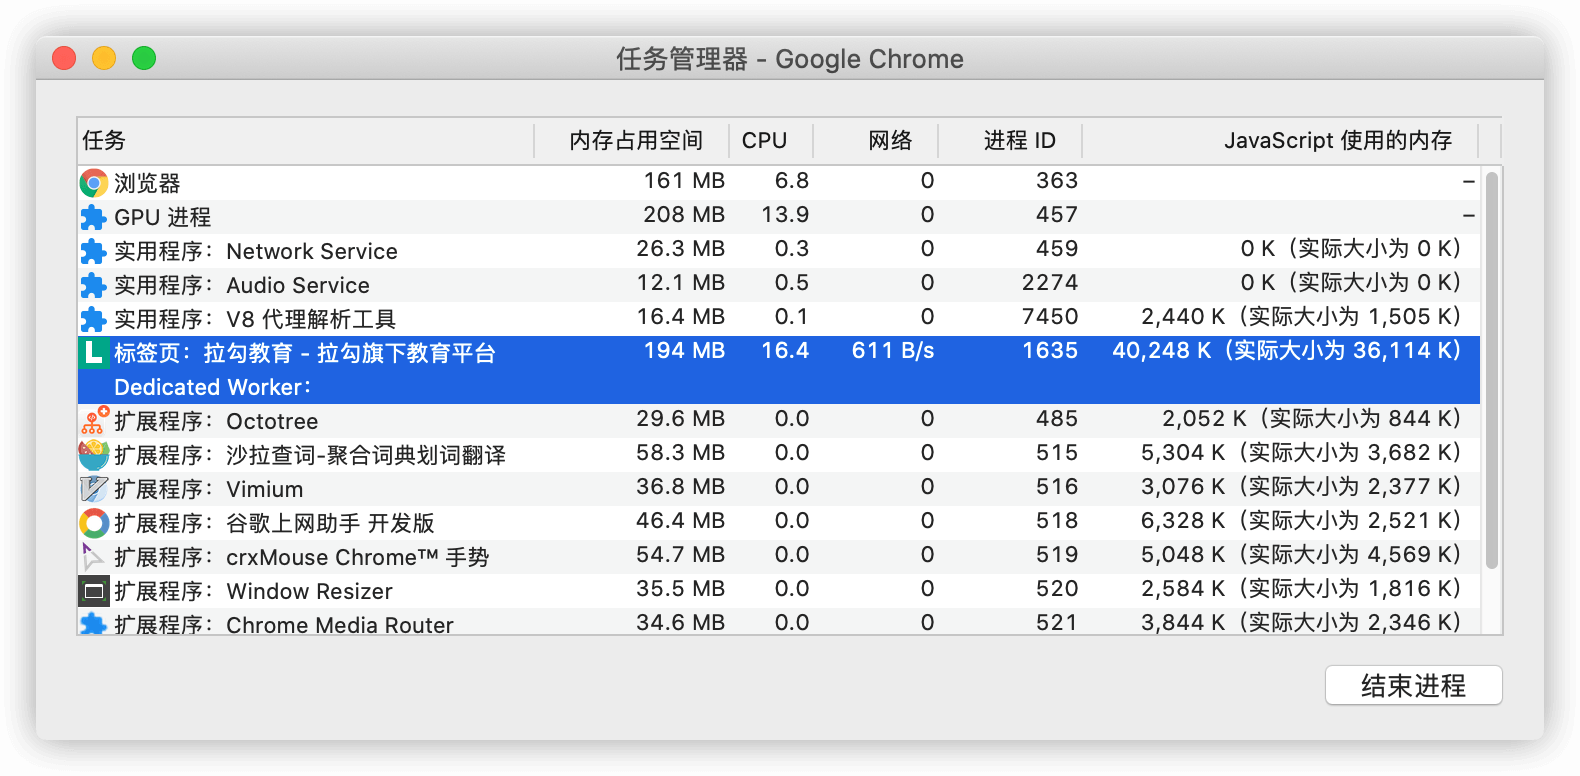 任务管理器 - Google Chrome
任务 内存占用空间 CPU 网络 进程 ID JavaScript 使用的内存
浏览器 161 MB 6.8 0 363 –
GPU 进程 208 MB 13.9 0 457 –
实用程序：Network Service 26.3 MB 0.3 0 459 0 K（实际大小为 0 K）
实用程序：Audio Service 12.1 MB 0.5 0 2274 0 K（实际大小为 0 K）
实用程序：V8 代理解析工具 16.4 MB 0.1 0 7450 2,440 K（实际大小为 1,505 K）
标签页：拉勾教育 - 拉勾旗下教育平台 194 MB 16.4 611 B/s 1635 40,248 K（实际大小为 36,114 K）
Dedicated Worker：
扩展程序：Octotree 29.6 MB 0.0 0 485 2,052 K（实际大小为 844 K）
扩展程序：沙拉查词-聚合词典划词翻译 58.3 MB 0.0 0 515 5,304 K（实际大小为 3,682 K）
扩展程序：Vimium 36.8 MB 0.0 0 516 3,076 K（实际大小为 2,377 K）
扩展程序：谷歌上网助手 开发版 46.4 MB 0.0 0 518 6,328 K（实际大小为 2,521 K）
扩展程序：crxMouse Chrome™ 手势 54.7 MB 0.0 0 519 5,048 K（实际大小为 4,569 K）
扩展程序：Window Resizer 35.5 MB 0.0 0 520 2,584 K（实际大小为 1,816 K）
扩展程序：Chrome Media Router 34.6 MB 0.0 0 521 3,844 K（实际大小为 2,346 K）
结束进程